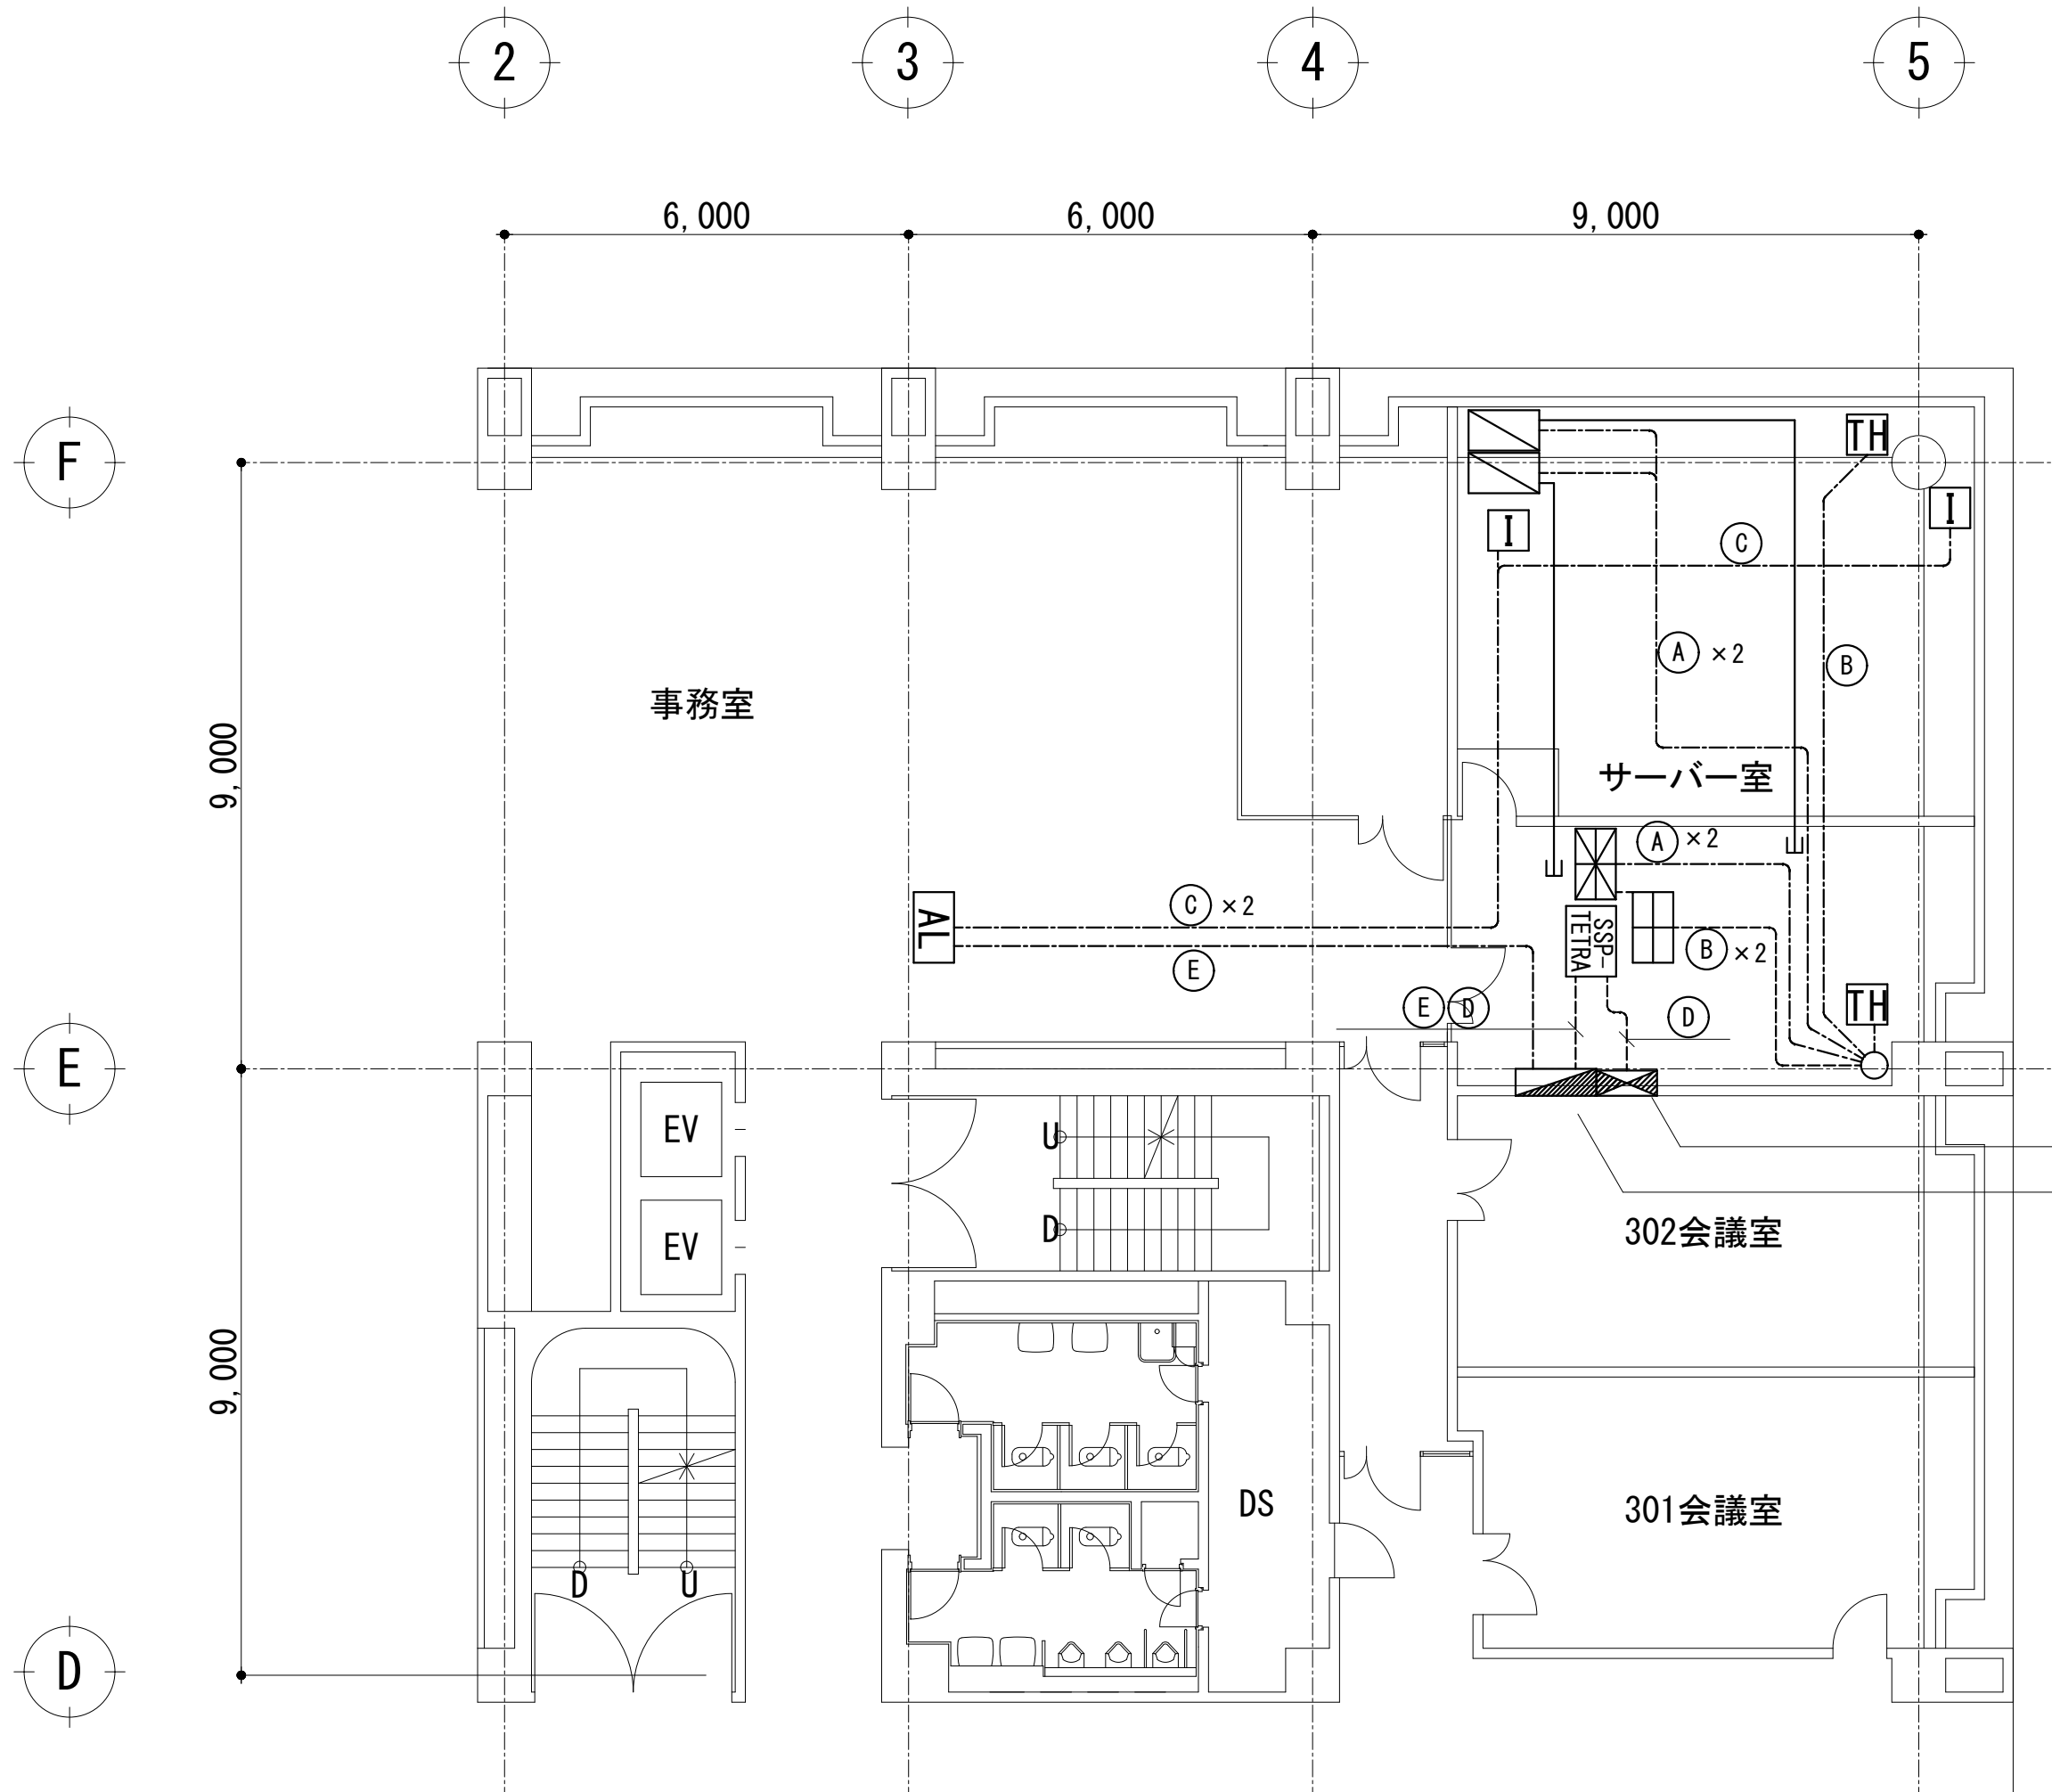 2
3
4
5
6,000
6,000
9,000
F
TH
I
I
C
A ×2
B
事務室
9,000
サーバー室
A ×2
C ×2
AL
SSP-
TETRA
B ×2
E
E D
D
TH
E
EV
U
D
EV
302会議室
9,000
DS
301会議室
D U
D